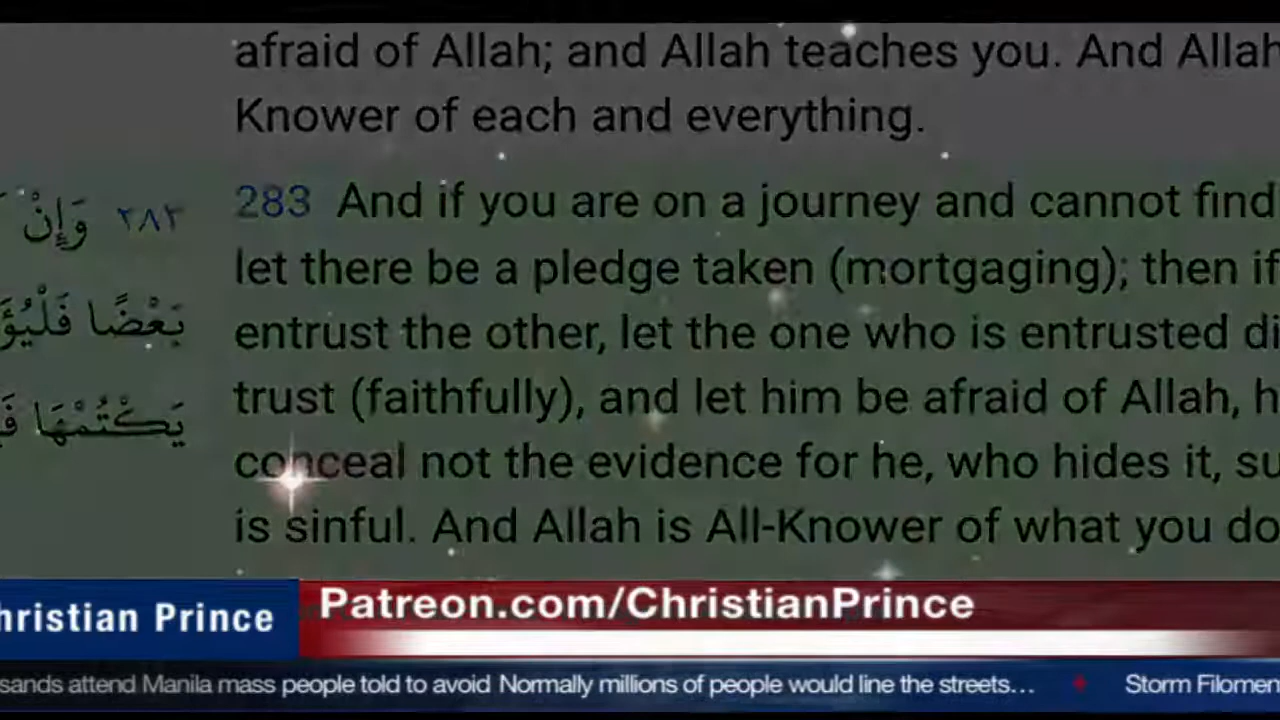 afraid of Allah; and Allah teaches you. And Allah
Knower of each and everything.
283 And if you are on a journey and cannot find
let there be a pledge taken (mortgaging); then if
entrust the other, let the one who is entrusted di
trust (faithfully), and let him be afraid of Allah, h
conceal not the evidence for he, who hides it, su
is sinful. And Allah is All-Knower of what you do
٢٨٣ وَإِنْ
بَعْضًا فَلْيُؤَ
يَكْتُمْهَا فَ
hristian Prince
Patreon.com/ChristianPrince
sands attend Manila mass people told to avoid Normally millions of people would line the streets...
Storm Filomen